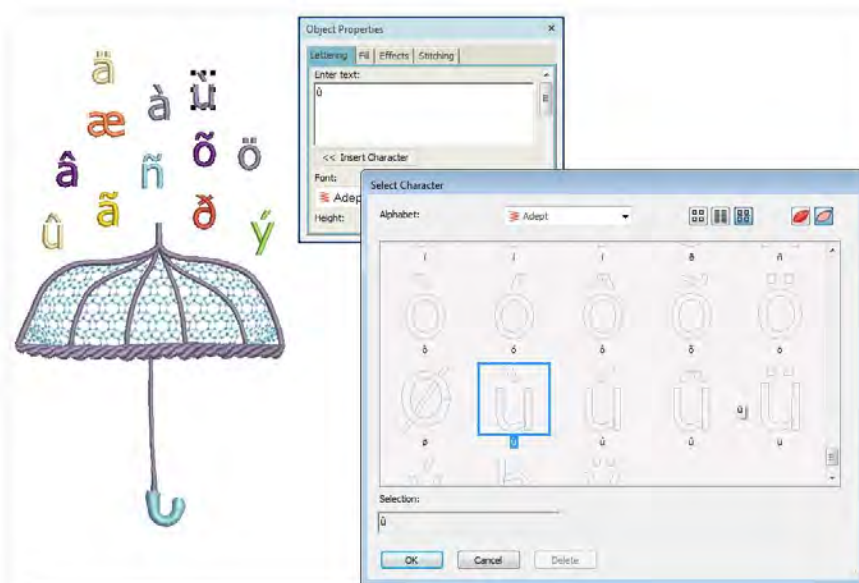 ä
à
ù
æ
õ
ö
â
ñ
ã
ð
û
ý
Object Properties
Lettering Fill Effects Stitching
Enter text:
ù
<< Insert Character
Font:
Adep
Height:
Select Character
Alphabet:
Adept
ò ó ô õ ö
ø ù ú û ü
Selection:
ù
OK Cancel Delete